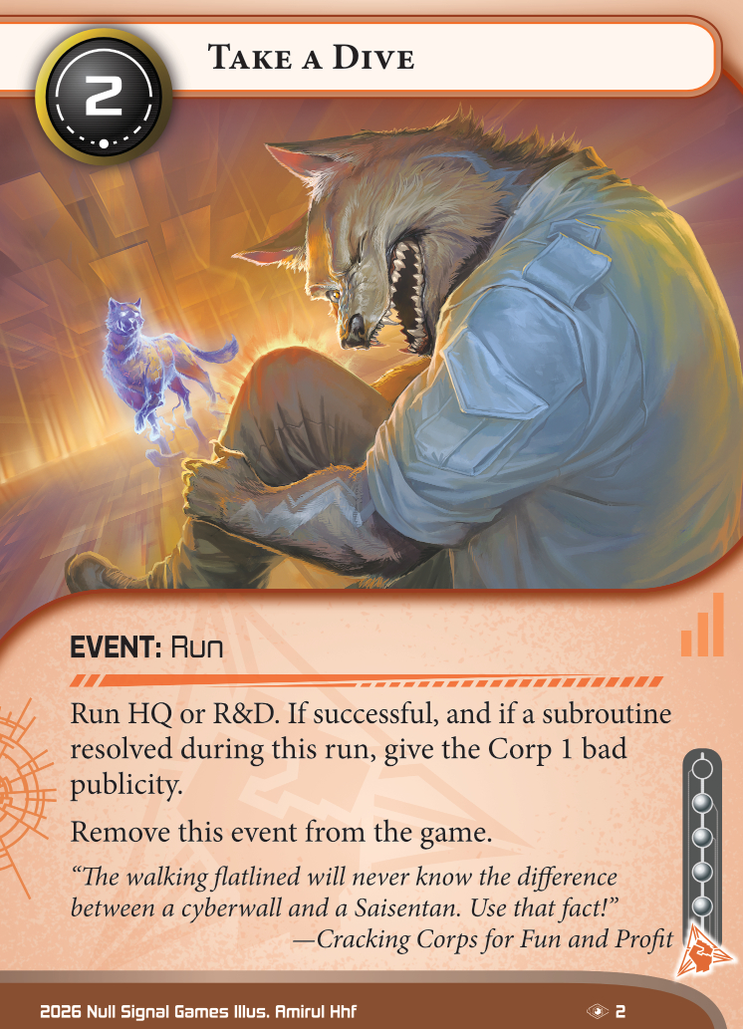 2
Take a Dive
EVENT: Run
Run HQ or R&D. If successful, and if a subroutine
resolved during this run, give the Corp 1 bad
publicity.
Remove this event from the game.
“The walking flatlined will never know the difference
between a cyberwall and a Saisentan. Use that fact!”
—Cracking Corps for Fun and Profit
2026 Null Signal Games Illus. Amirul Hhf
2